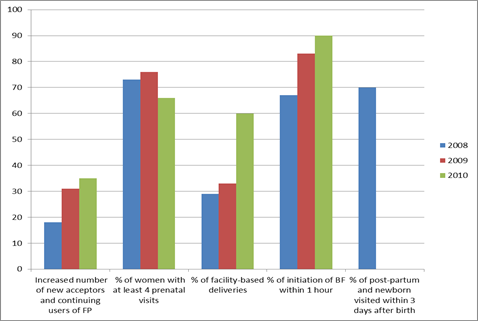 100
90
80
70
60
50
40
30
20
10
0
2008
2009
2010
Increased number
of new acceptors
and continuing
users of FP
% of women with
at least 4 prenatal
visits
% of facility-based
deliveries
% of initiation of BF
within 1 hour
% of post-partum
and newborn
visited within 3
days after birth